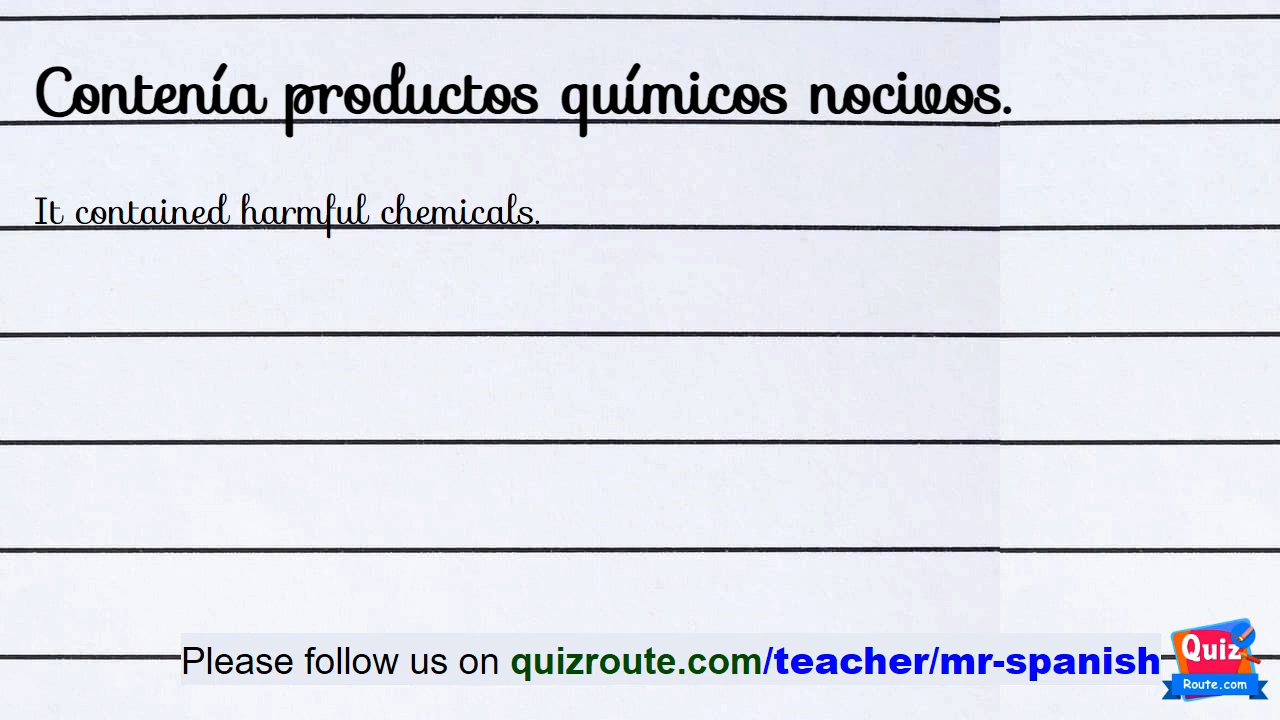 Contenía productos químicos nocivos.
It contained harmful chemicals.
Please follow us on quizroute.com/teacher/mr-spanish
Quiz
Route.com